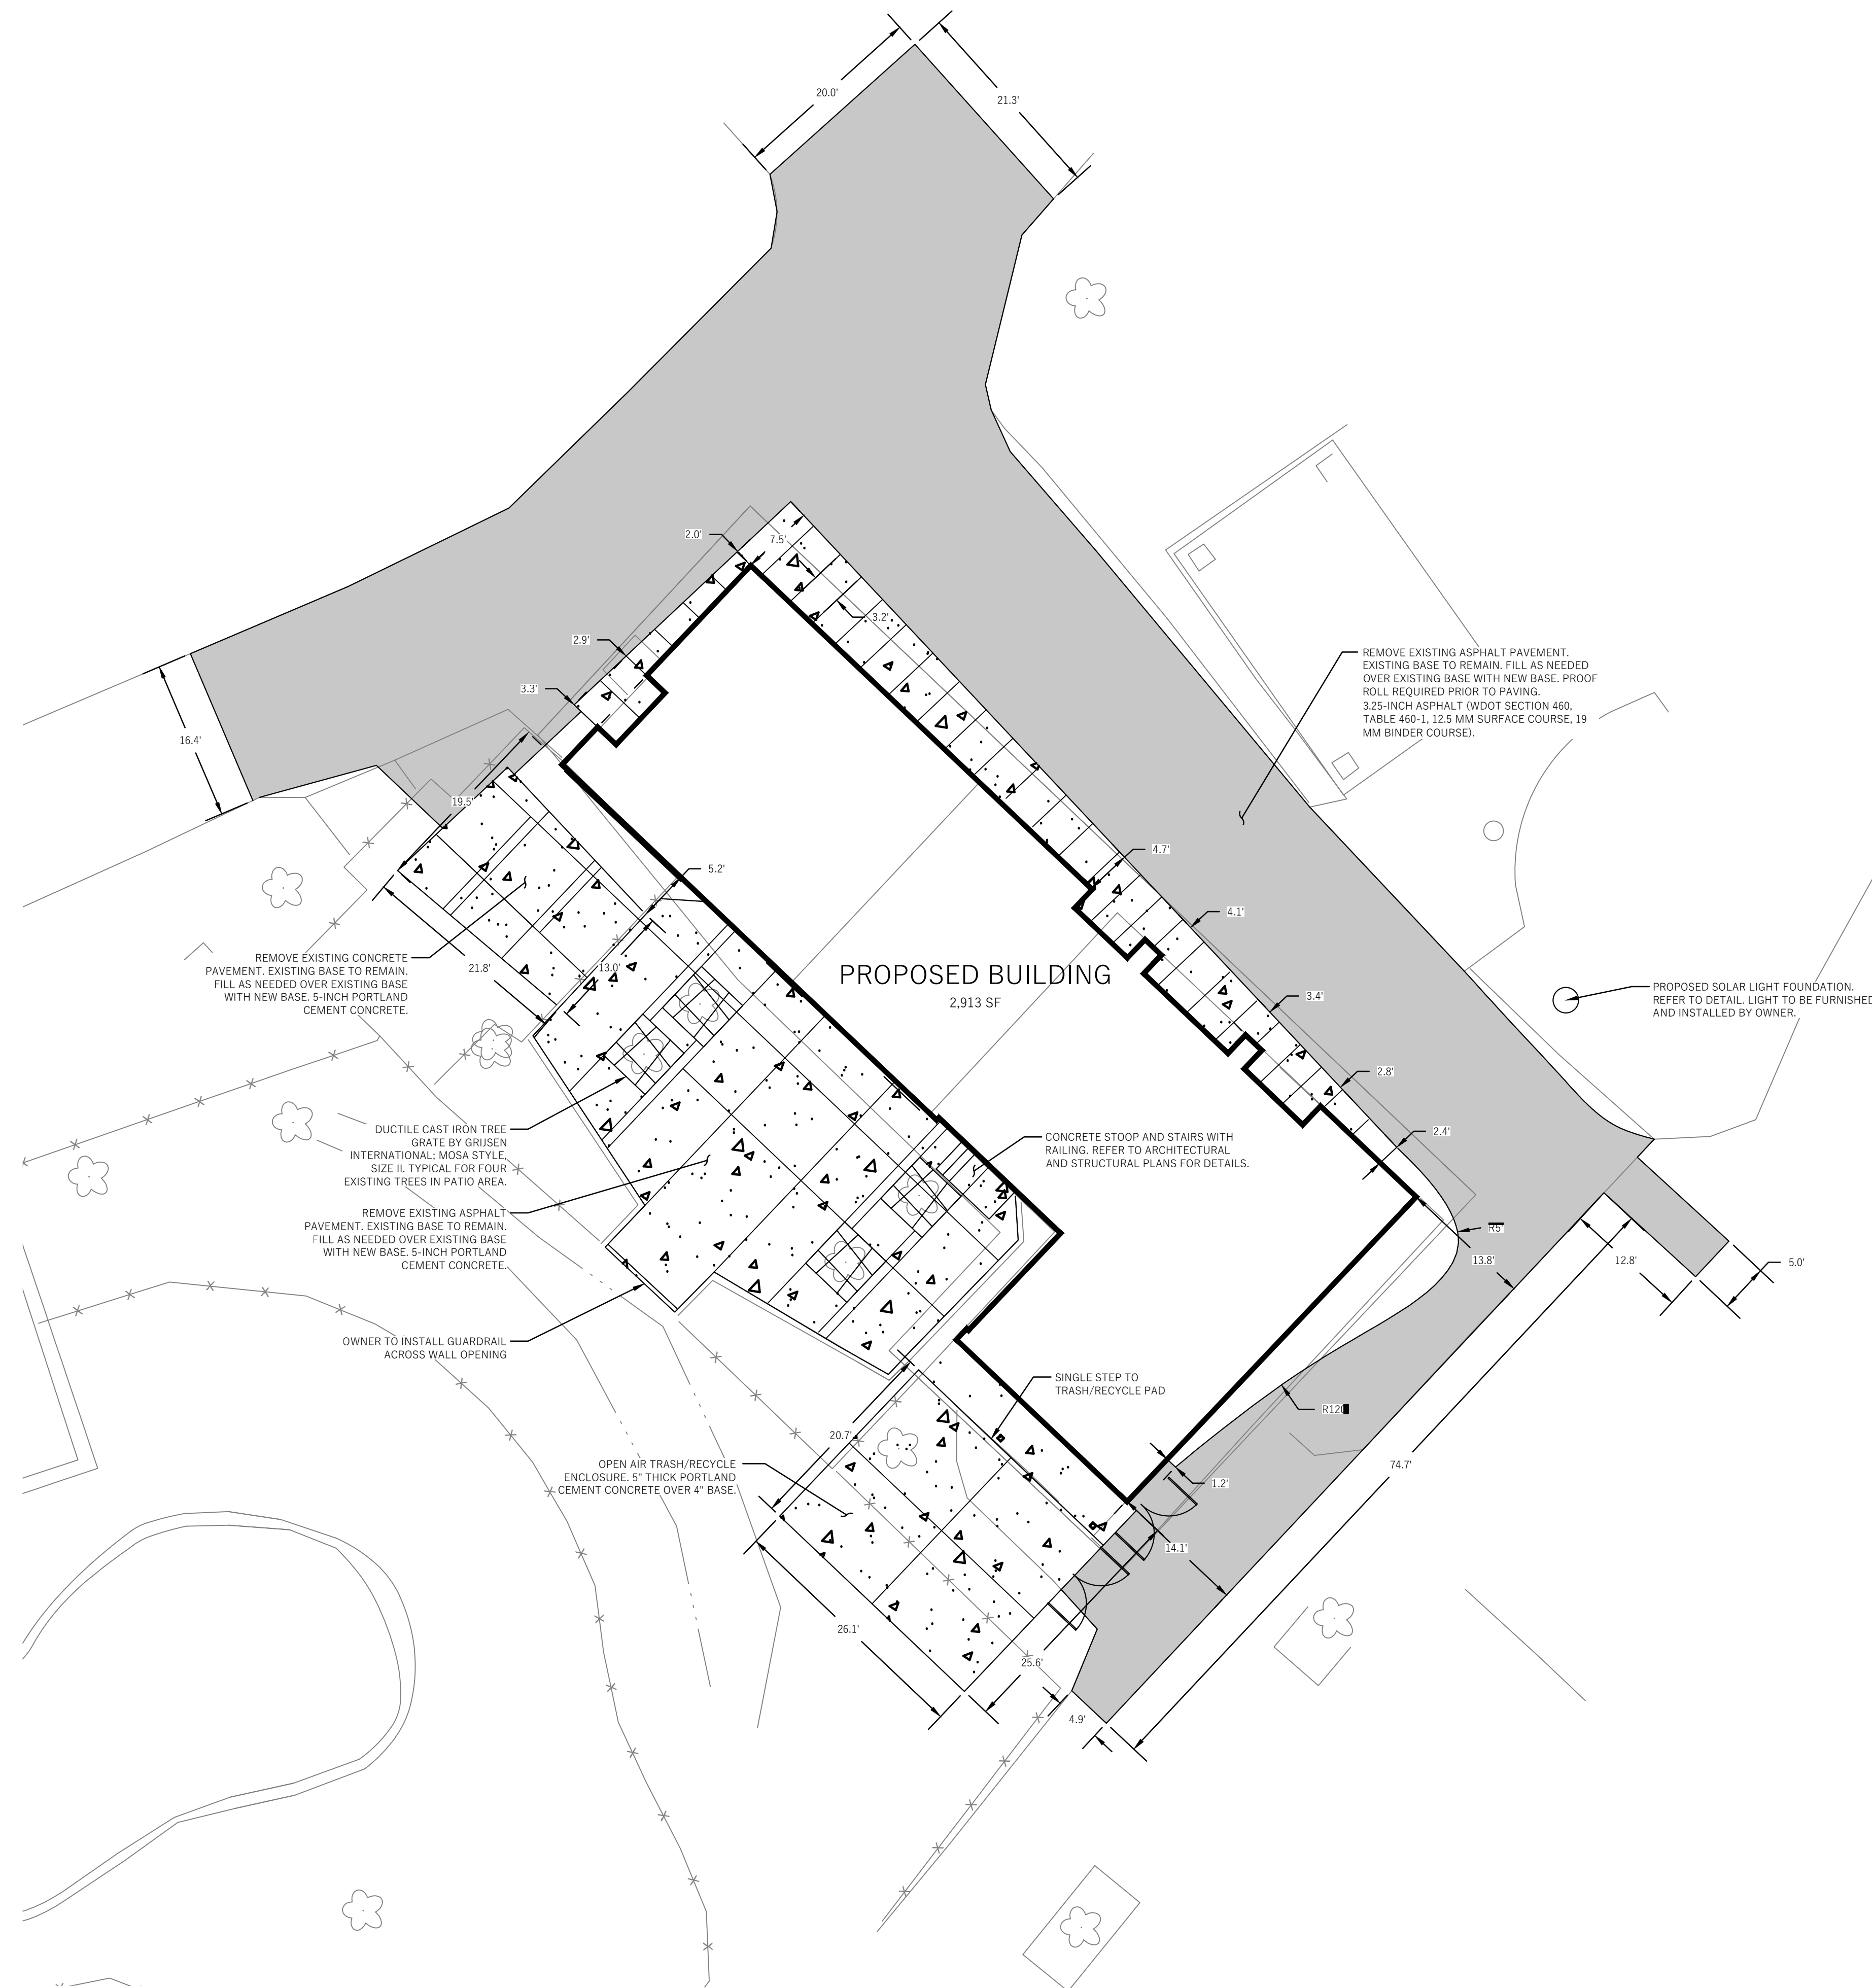 20.0'
21.3'
2.0'
7.5'
3.2'
2.9'
3.3'
16.4'
19.5'
REMOVE EXISTING ASPHALT PAVEMENT.
EXISTING BASE TO REMAIN. FILL AS NEEDED
OVER EXISTING BASE WITH NEW BASE. PROOF
ROLL REQUIRED PRIOR TO PAVING.
3.25-INCH ASPHALT (WDOT SECTION 460,
TABLE 460-1, 12.5 MM SURFACE COURSE, 19
MM BINDER COURSE).
4.7'
5.2'
4.1'
21.8'
13.0'
REMOVE EXISTING CONCRETE
PAVEMENT. EXISTING BASE TO REMAIN.
FILL AS NEEDED OVER EXISTING BASE
WITH NEW BASE. 5-INCH PORTLAND
CEMENT CONCRETE.
PROPOSED BUILDING
2,913 SF
3.4'
PROPOSED SOLAR LIGHT FOUNDATION.
REFER TO DETAIL. LIGHT TO BE FURNISHED
AND INSTALLED BY OWNER.
2.8'
2.4'
DUCTILE CAST IRON TREE
GRATE BY GRIJSEN
INTERNATIONAL; MOSA STYLE,
SIZE II. TYPICAL FOR FOUR
EXISTING TREES IN PATIO AREA.
CONCRETE STOOP AND STAIRS WITH
RAILING. REFER TO ARCHITECTURAL
AND STRUCTURAL PLANS FOR DETAILS.
REMOVE EXISTING ASPHALT
PAVEMENT. EXISTING BASE TO REMAIN.
FILL AS NEEDED OVER EXISTING BASE
WITH NEW BASE. 5-INCH PORTLAND
CEMENT CONCRETE.
R5'
13.8'
12.8'
5.0'
OWNER TO INSTALL GUARDRAIL
ACROSS WALL OPENING
SINGLE STEP TO
TRASH/RECYCLE PAD
R120
20.7'
74.7'
OPEN AIR TRASH/RECYCLE
ENCLOSURE. 5" THICK PORTLAND
CEMENT CONCRETE OVER 4" BASE.
1.2'
14.1'
26.1'
25.6'
4.9'